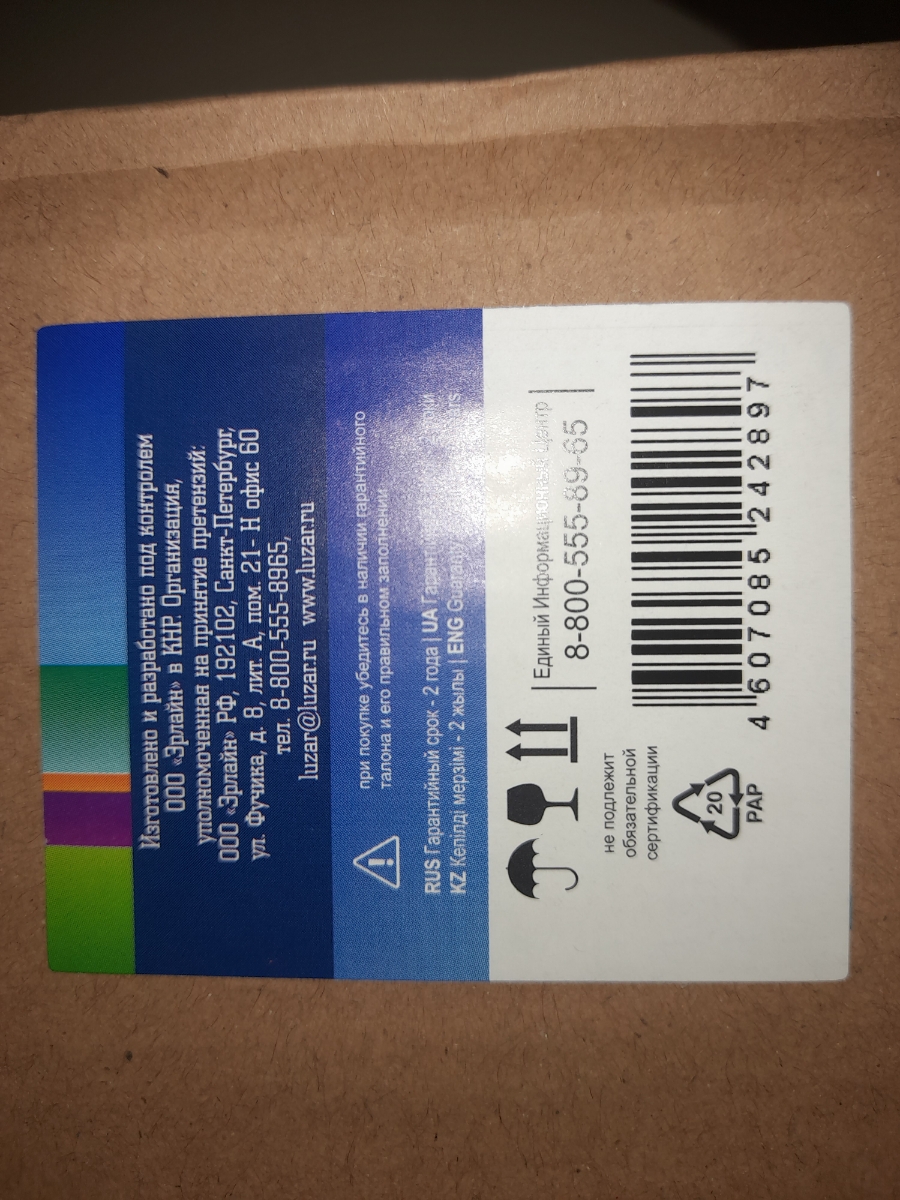 Изготовлено и разработано под контролем
ООО «Эрлайн» в КНР. Организация,
уполномоченная на принятие претензий:
ООО «Эрлайн» РФ, 192102, Санкт-Петербург,
ул. Фучика, д. 8, лит. А, пом. 21- Н офис 60
тел. 8-800-555-8965,
luzar@luzar.ru www.luzar.ru
при покупке убедитесь в наличии гарантийного
талона и его правильном заполнении
RUS Гарантийный срок - 2 года | UA
KZ Кепілді мерзімі - 2 жылы | ENG Guaranty
Единый Информационный Центр
8-800-555-89-65
не подлежит
обязательной
сертификации
20
PAP
4 607085 242897